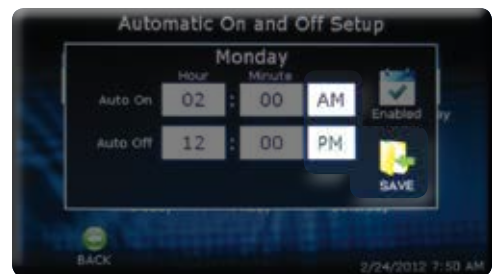 Automatic On and Off Setup
Monday
Hour Minute
Auto On 02 : 00 AM
Enabled
Auto Off 12 : 00 PM
SAVE
BACK
2/24/2012 7:50 AM